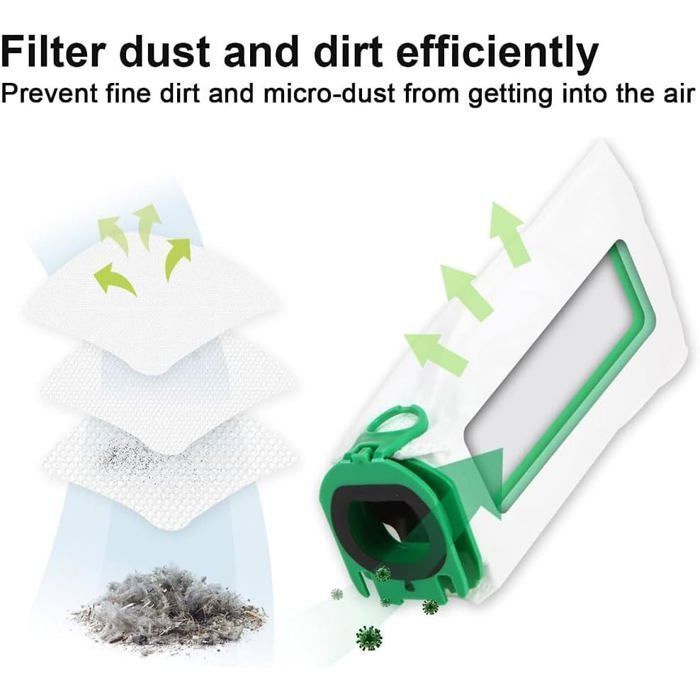 Filter dust and dirt efficiently
Prevent fine dirt and micro-dust from getting into the air